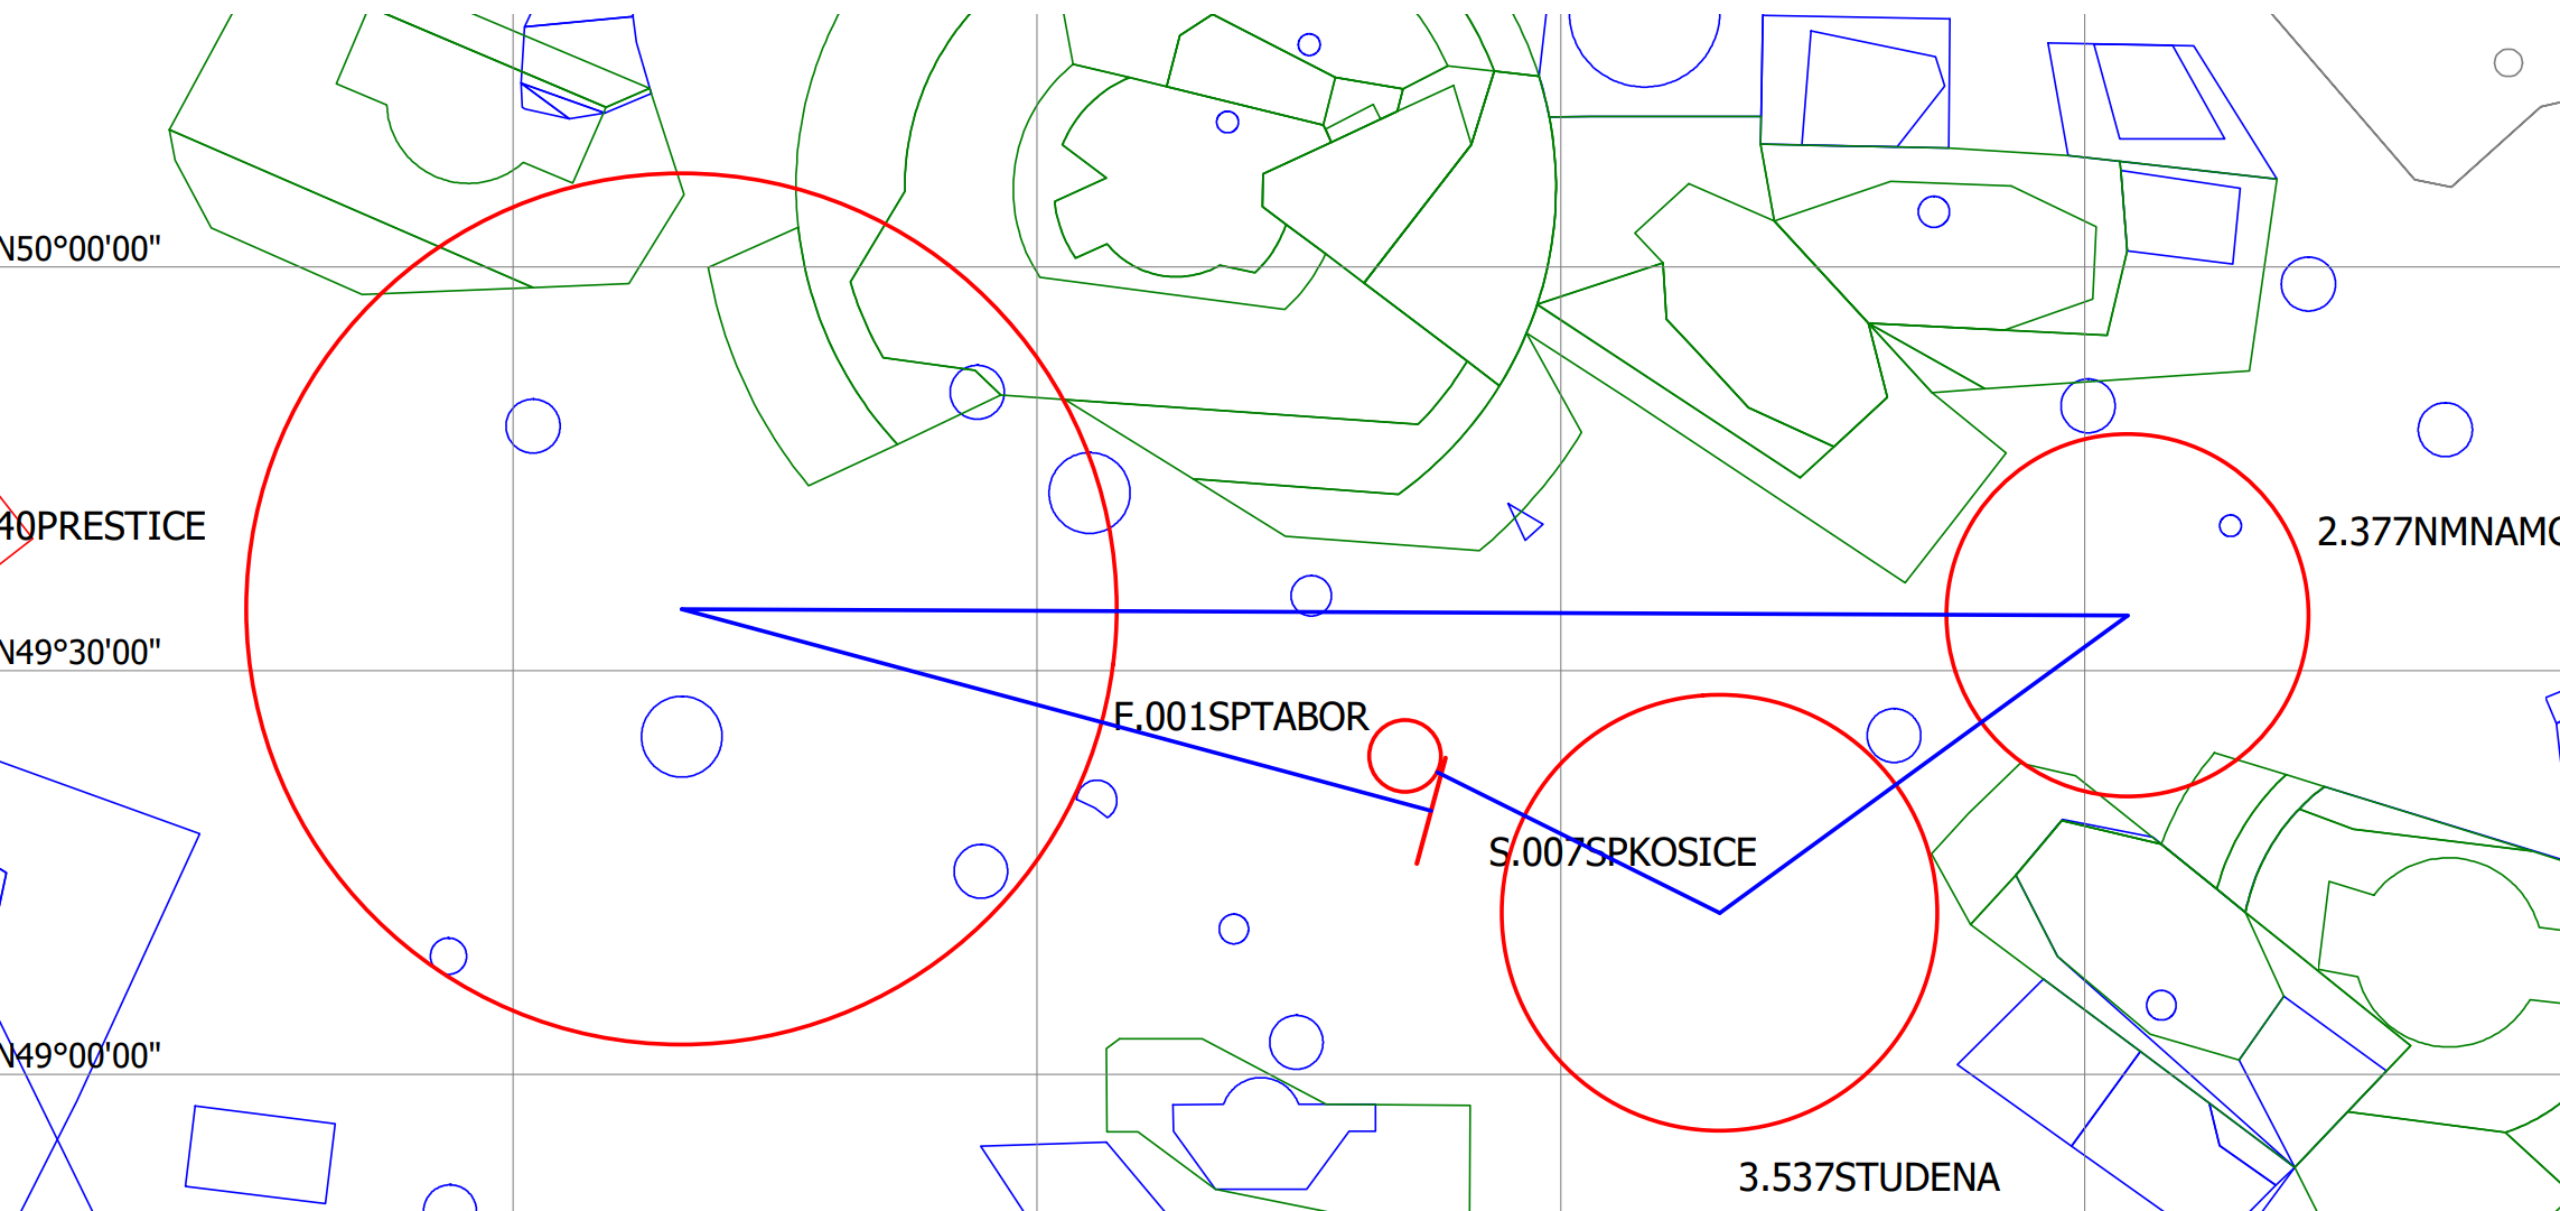 N50°00'00"
40PRESTICE
2.377NMNAMO
N49°30'00"
F.001SPTABOR
S.007SPKOSICE
N49°00'00"
3.537STUDENA